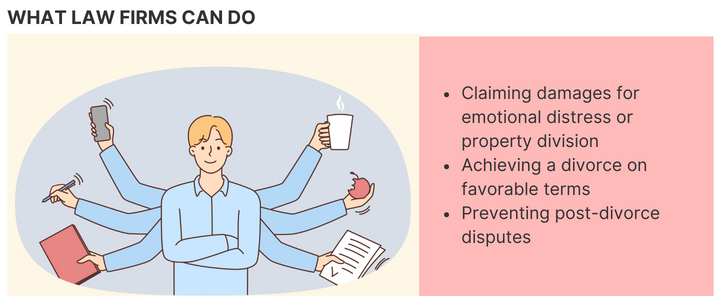 WHAT LAW FIRMS CAN DO
• Claiming damages for
emotional distress or
property division
• Achieving a divorce on
favorable terms
• Preventing post-divorce
disputes